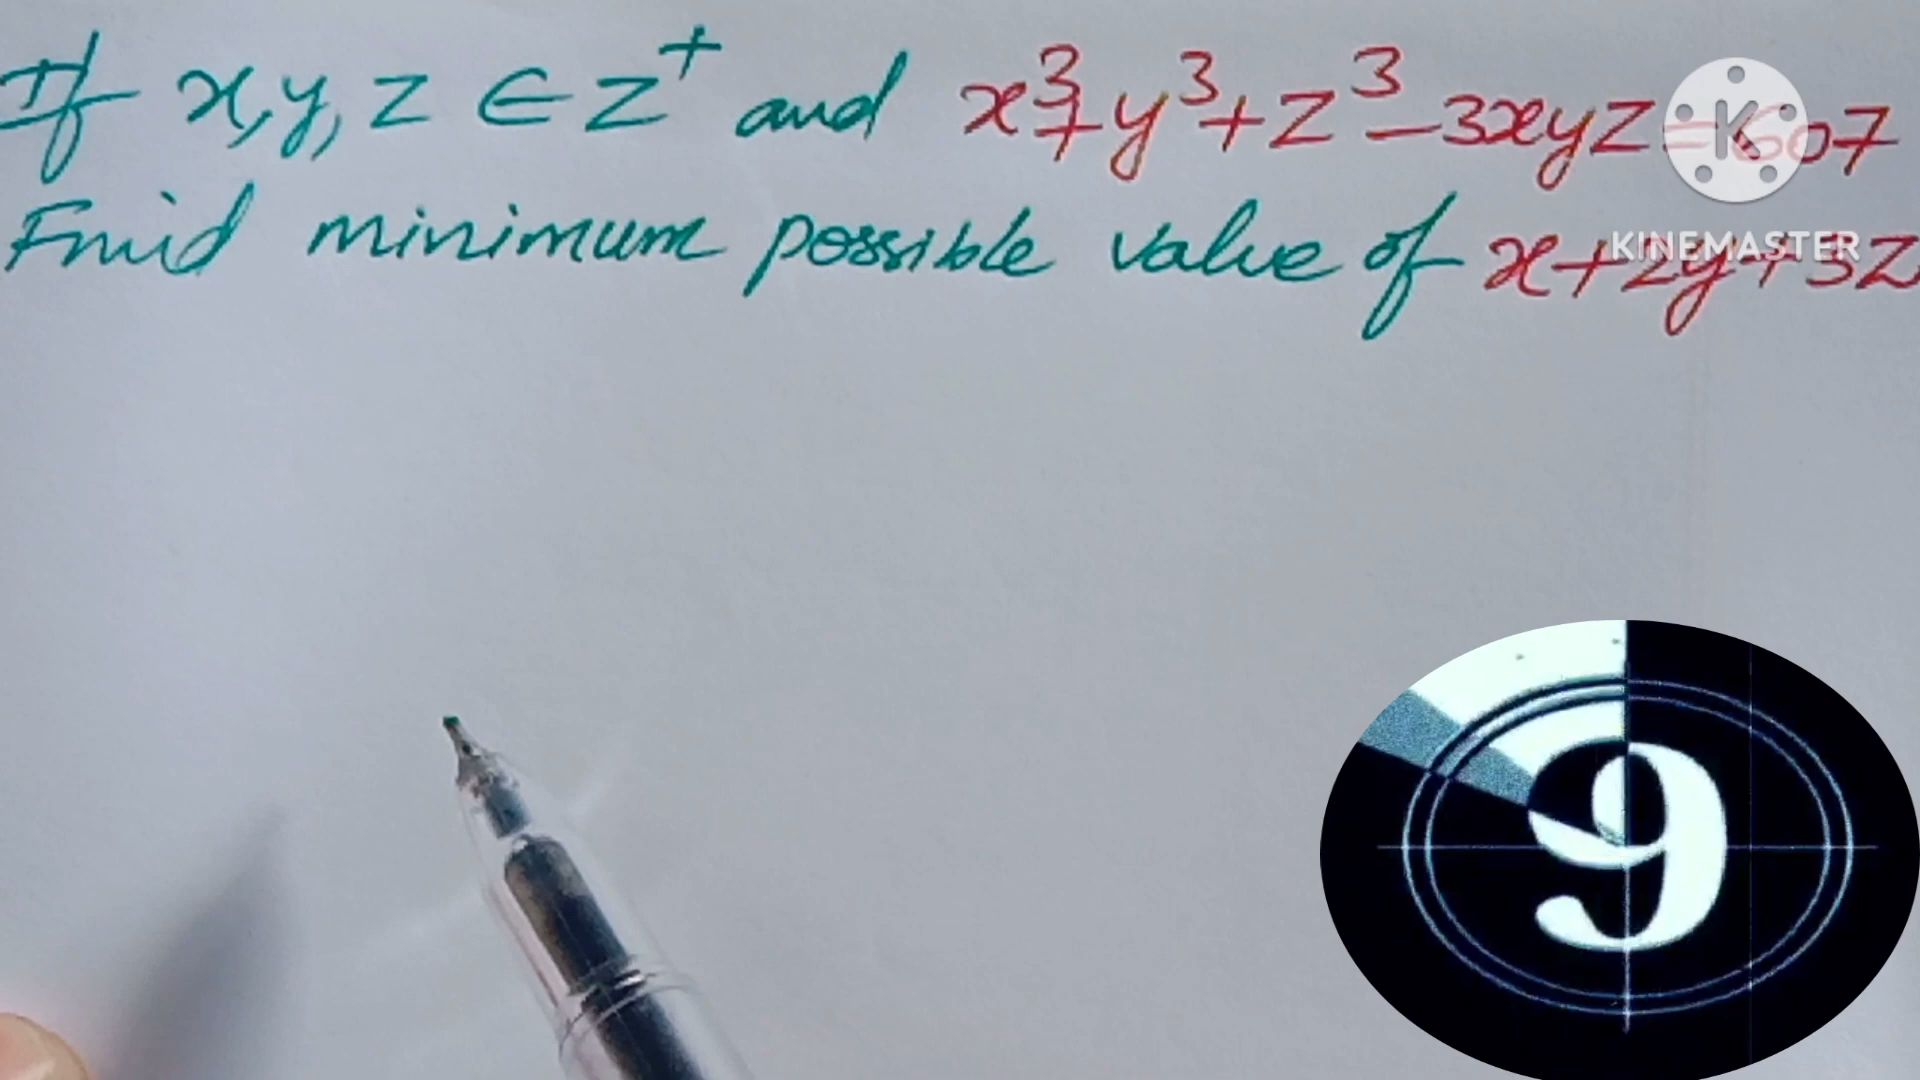 If x, y, z ∈ Z⁺ and x³+y³+z³-3xyz=607
Find minimum possible value of x+2y+3z
K
KINEMASTER
9